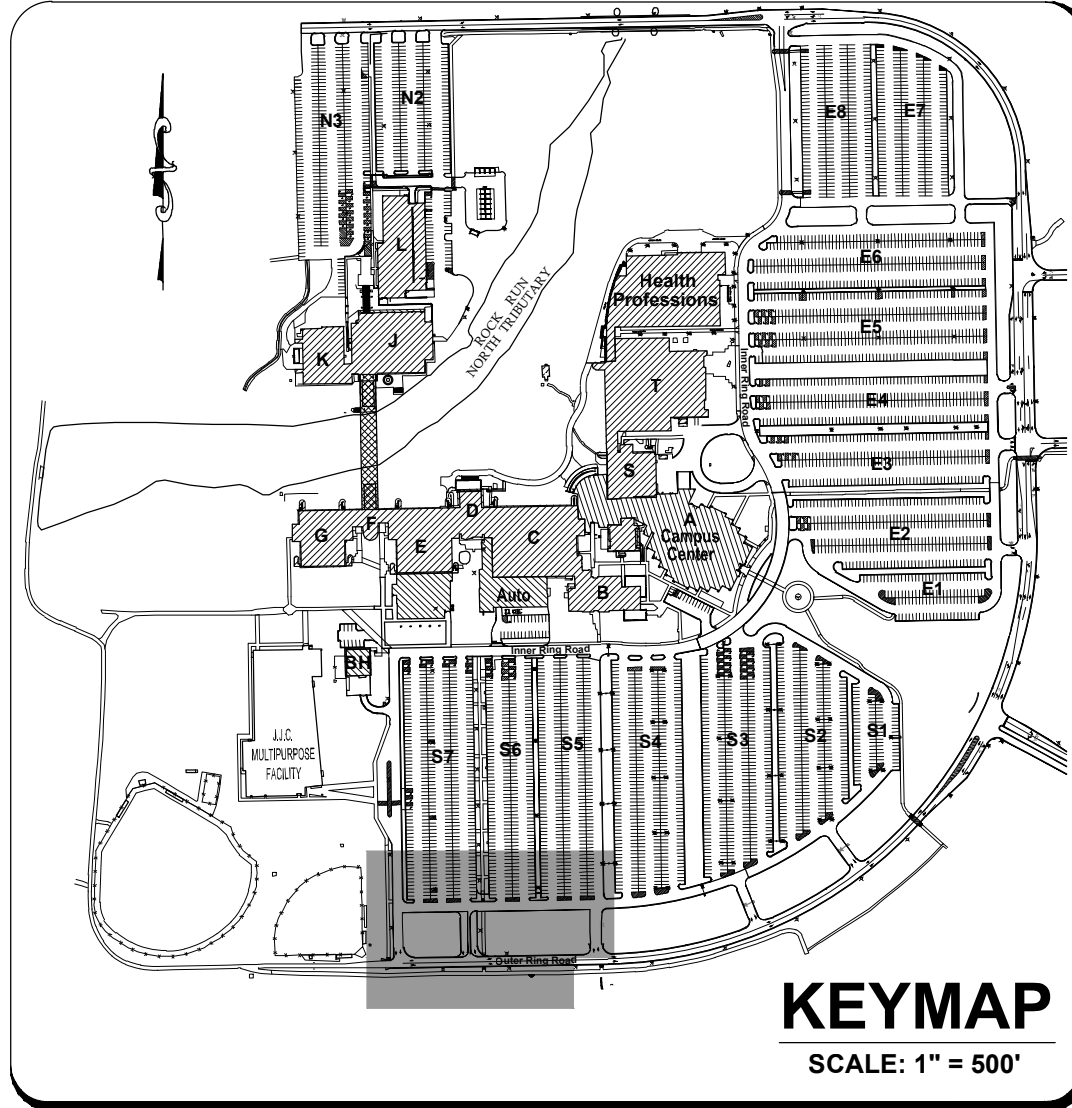 N3
N2
E8
E7
L
ROCK RUN
NORTH TRIBUTARY
Health
Professions
E6
E5
K
J
T
Inner Ring Road
E4
E3
S
G
F
D
E
C
A
Campus
Center
E2
E1
Auto
B
Inner Ring Road
BH
J.J.C.
MULTIPURPOSE
FACILITY
S7
S6
S5
S4
S3
S2
S1
Outer Ring Road
KEYMAP
SCALE: 1" = 500'